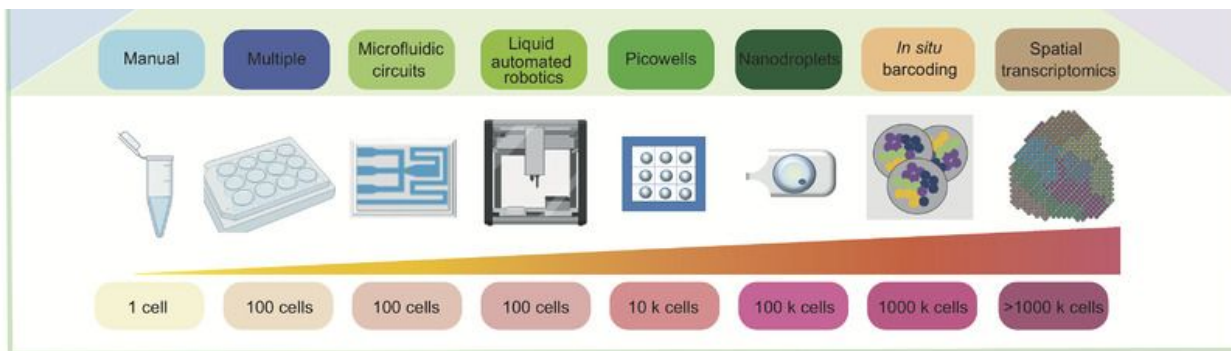 Manual
Multiple
Microfluidic
circuits
Liquid
automated
robotics
Picowells
Nanodroplets
In situ
barcoding
Spatial
transcriptomics
1 cell
100 cells
100 cells
100 cells
10 k cells
100 k cells
1000 k cells
>1000 k cells